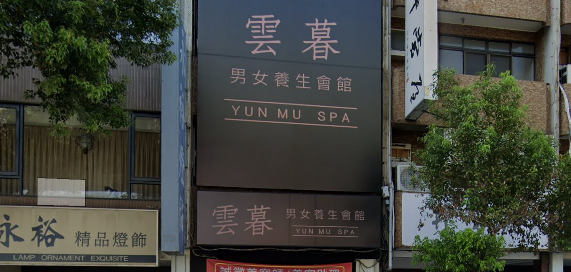 雲暮
男女養生會館
YUN MU SPA
雲暮 男女養生會館
YUN MU SPA
永裕 精品燈飾
LAMP ORNAMENT EXQUISITE